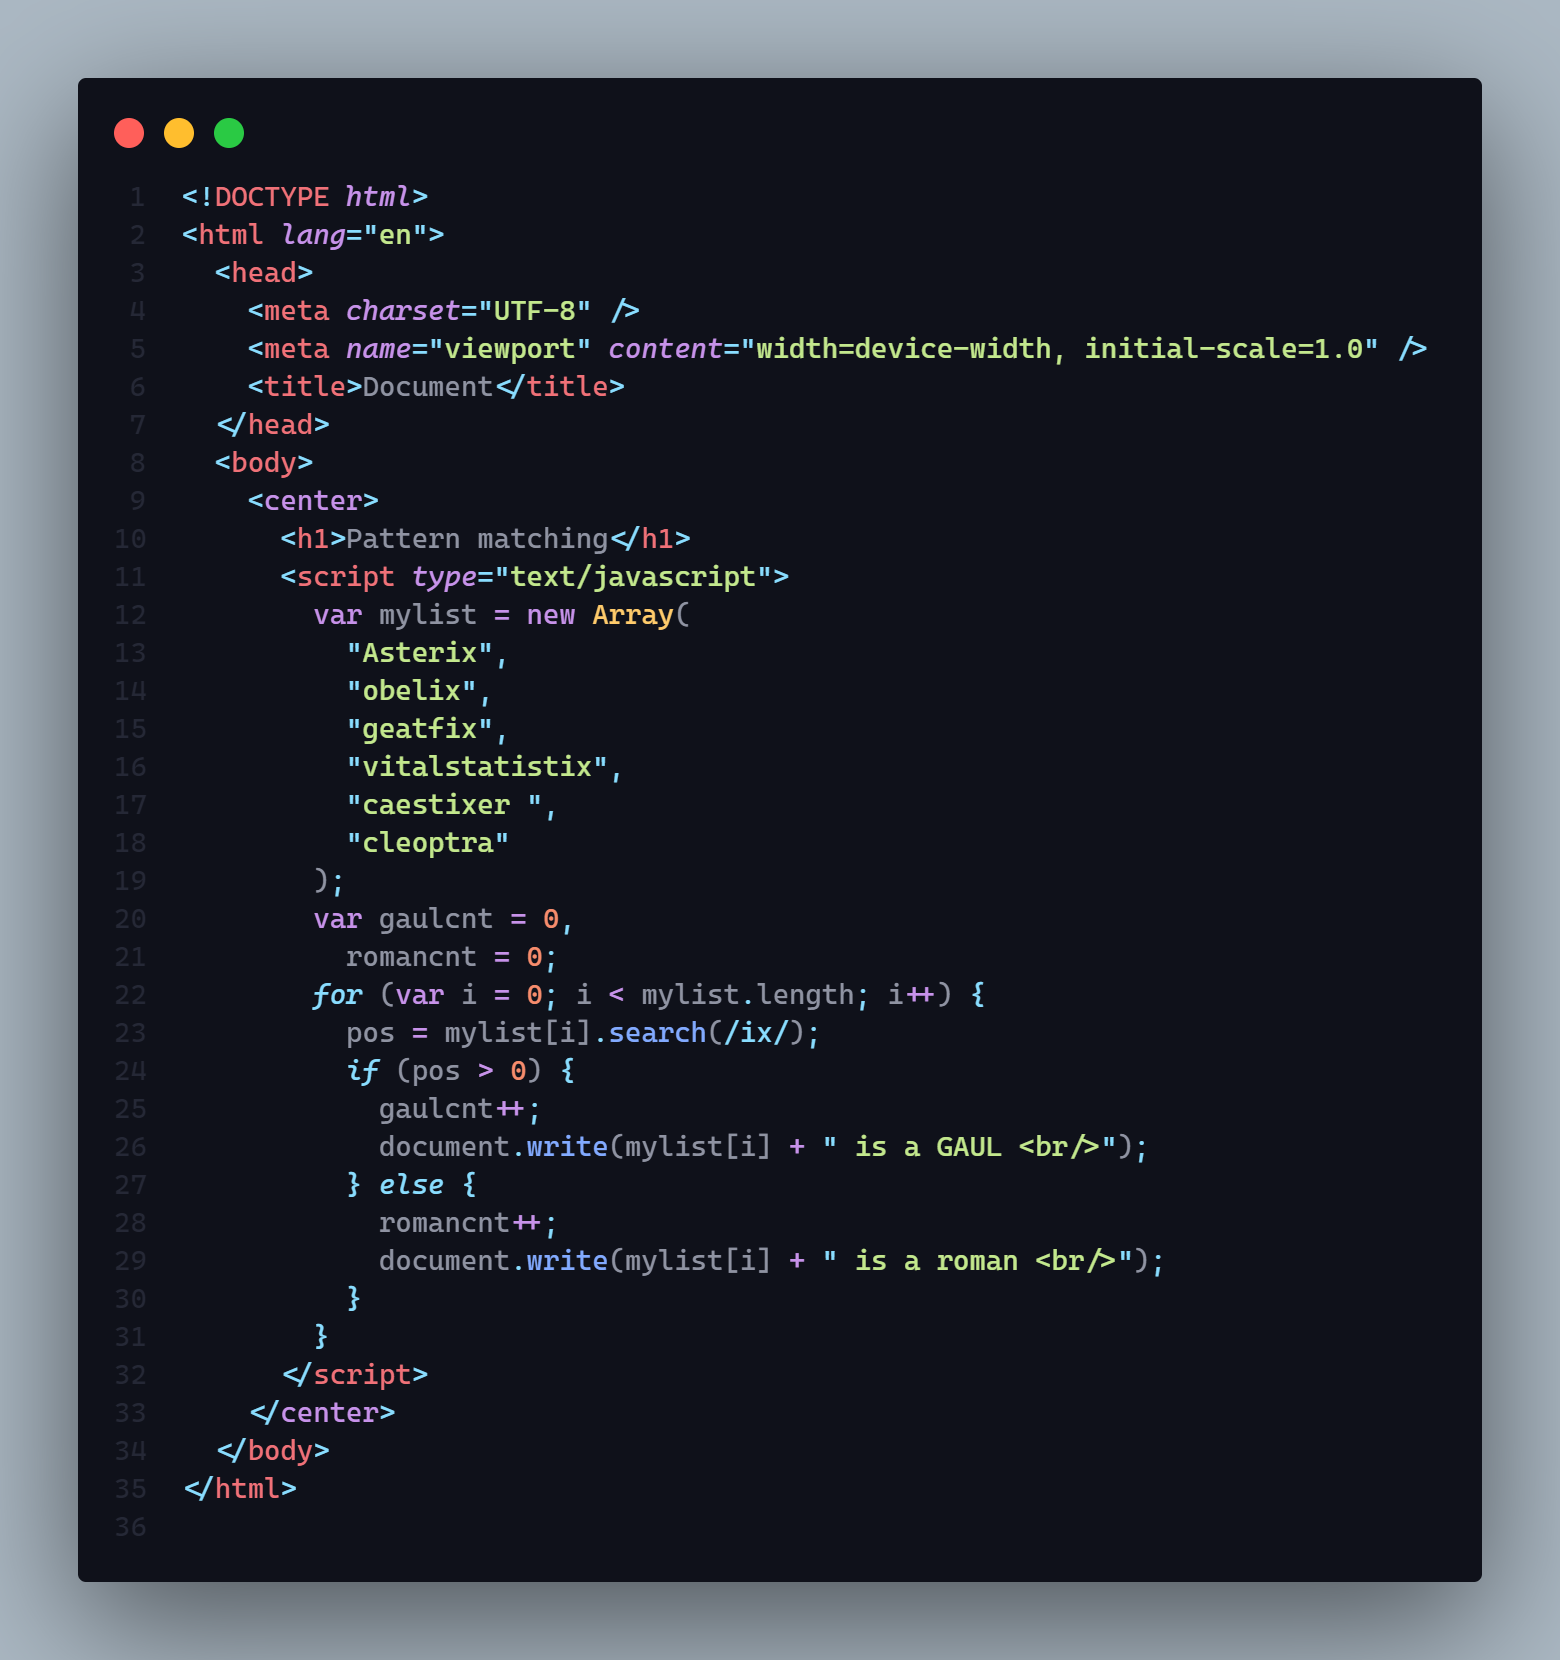 1 <!DOCTYPE html>
2 <html lang="en">
3   <head>
4     <meta charset="UTF-8" />
5     <meta name="viewport" content="width=device-width, initial-scale=1.0" />
6     <title>Document</title>
7   </head>
8   <body>
9     <center>
10       <h1>Pattern matching</h1>
11       <script type="text/javascript">
12         var mylist = new Array(
13           "Asterix",
14           "obelix",
15           "geatfix",
16           "vitalstatistix",
17           "caestixer ",
18           "cleoptra"
19         );
20         var gaulcnt = 0,
21           romancnt = 0;
22         for (var i = 0; i < mylist.length; i++) {
23           pos = mylist[i].search(/ix/);
24           if (pos > 0) {
25             gaulcnt++;
26             document.write(mylist[i] + " is a GAUL <br/>");
27           } else {
28             romancnt++;
29             document.write(mylist[i] + " is a roman <br/>");
30           }
31         }
32       </script>
33     </center>
34   </body>
35 </html>
36